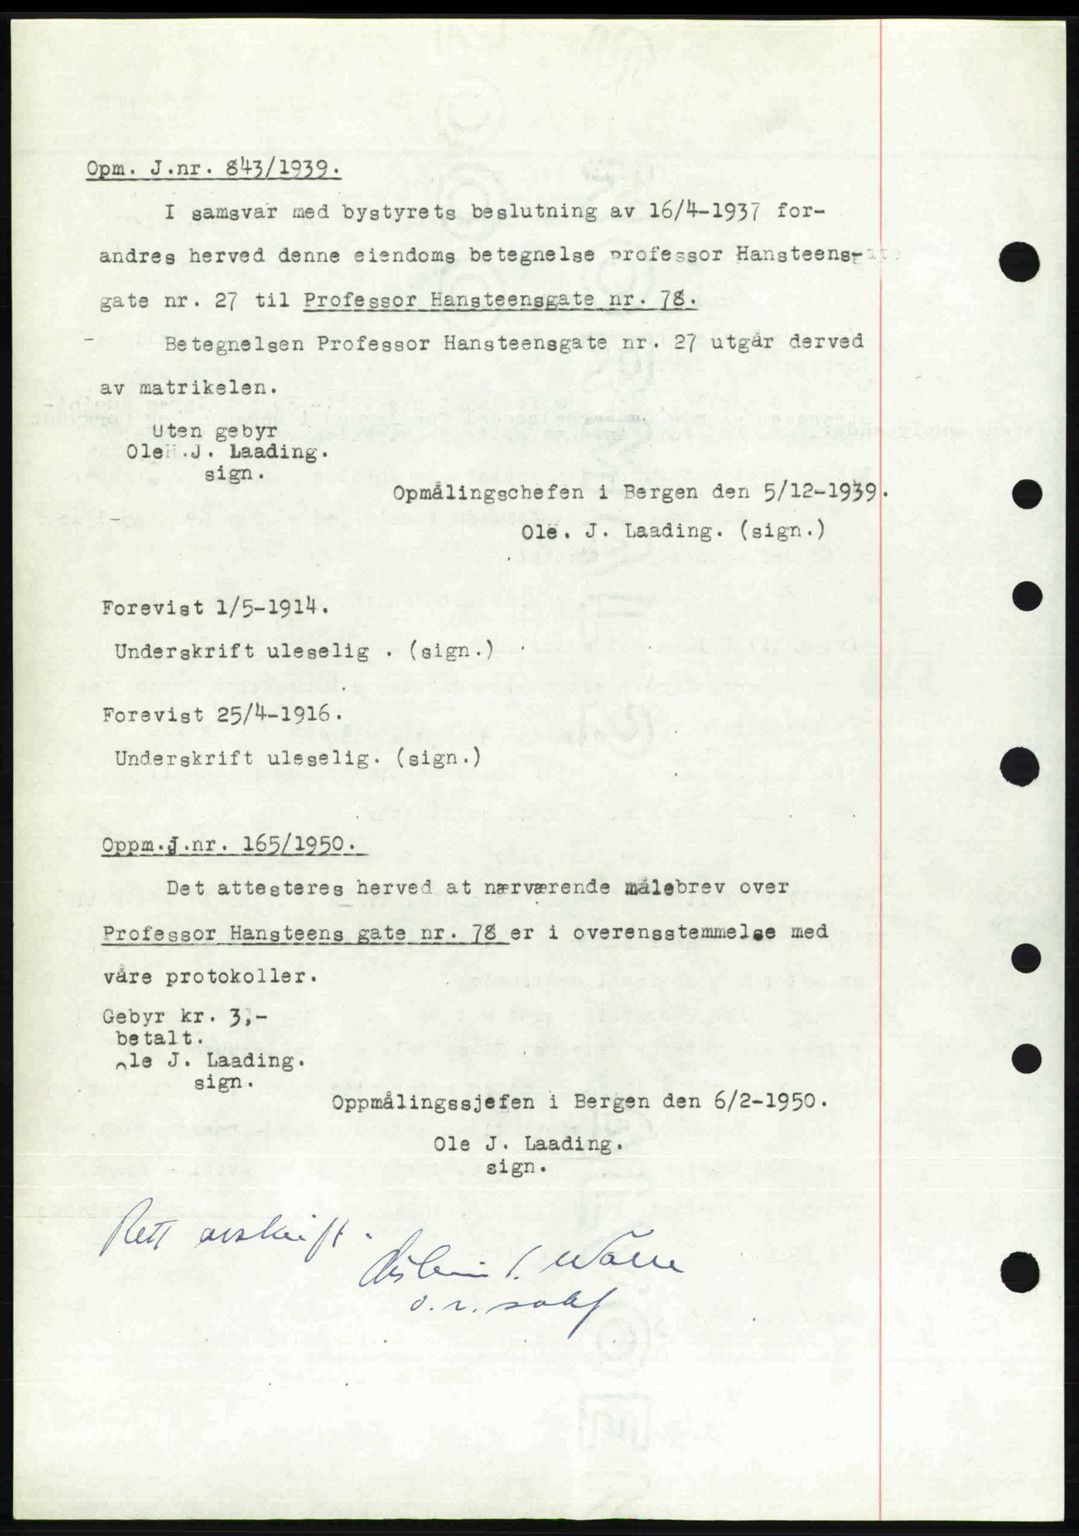 Opm. J.nr. 843/1939.
I samsvar med bystyrets beslutning av 16/4-1937 for-
andres herved denne eiendoms betegnelse professor Hansteens-
gate nr. 27 til Professor Hansteensgate nr. 78.
Betegnelsen Professor Hansteensgate nr. 27 utgår derved
av matrikelen.
Uten gebyr
Ole .J. Laading.
sign.
Opmålingschefen i Bergen den 5/12-1939.
Ole. J. Laading. (sign.)
Forevist 1/5-1914.
Underskrift uleselig . (sign.)
Forevist 25/4-1916.
Underskrift uleselig. (sign.)
Oppm.J.nr. 165/1950.
Det attesteres herved at nærværende målebrev over
Professor Hansteens gate nr. 78 er i overensstemmelse med
våre protokoller.
Gebyr kr. 3,-
betalt.
Ole J. Laading.
sign.
Oppmålingssjefen i Bergen den 6/2-1950.
Ole J. Laading.
sign.
Rett avskrift.
o.r.sakf